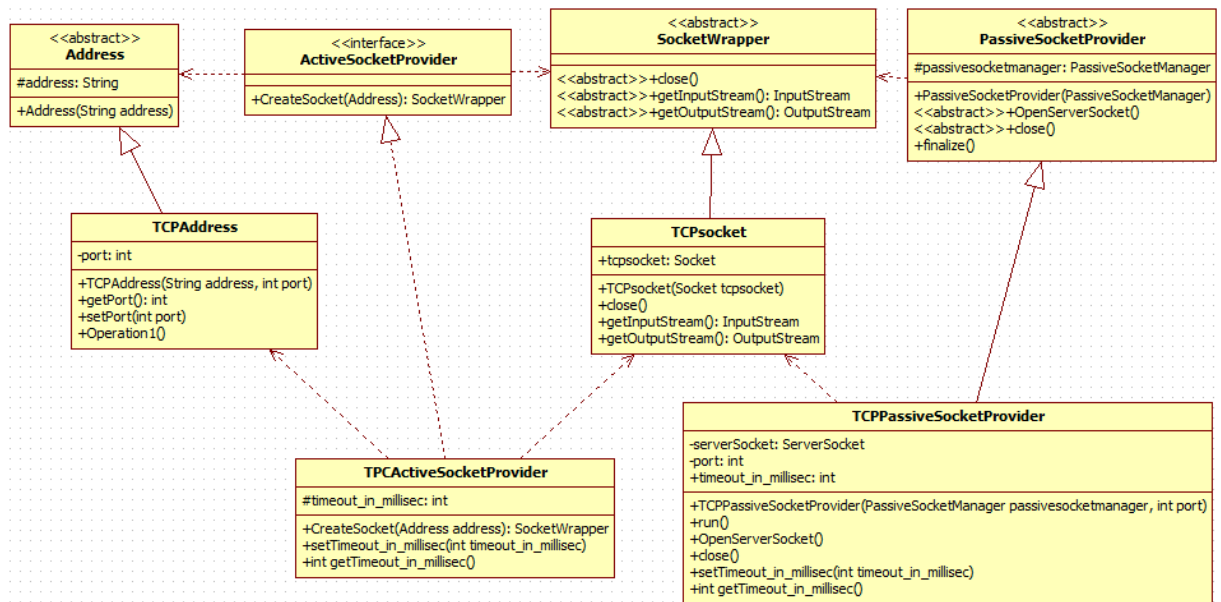 <<abstract>>
Address
#address: String
+Address(String address)
<<interface>>
ActiveSocketProvider
+CreateSocket(Address): SocketWrapper
<<abstract>>
SocketWrapper
<<abstract>>+close()
<<abstract>>+getInputStream(): InputStream
<<abstract>>+getOutputStream(): OutputStream
<<abstract>>
PassiveSocketProvider
#passivesocketmanager: PassiveSocketManager
+PassiveSocketProvider(PassiveSocketManager)
<<abstract>>+OpenServerSocket()
<<abstract>>+close()
+finalize()
TCPAddress
-port: int
+TCPAddress(String address, int port)
+getPort(): int
+setPort(int port)
+Operation1()
TCPsocket
+tcpsocket: Socket
+TCPsocket(Socket tcpsocket)
+close()
+getInputStream(): InputStream
+getOutputStream(): OutputStream
TPCActiveSocketProvider
#timeout_in_millisec: int
+CreateSocket(Address address): SocketWrapper
+setTimeout_in_millisec(int timeout_in_millisec)
+int getTimeout_in_millisec()
TCPPassiveSocketProvider
-serverSocket: ServerSocket
-port: int
+timeout_in_millisec: int
+TCPPassiveSocketProvider(PassiveSocketManager passivesocketmanager, int port)
+run()
+OpenServerSocket()
+close()
+setTimeout_in_millisec(int timeout_in_millisec)
+int getTimeout_in_millisec()